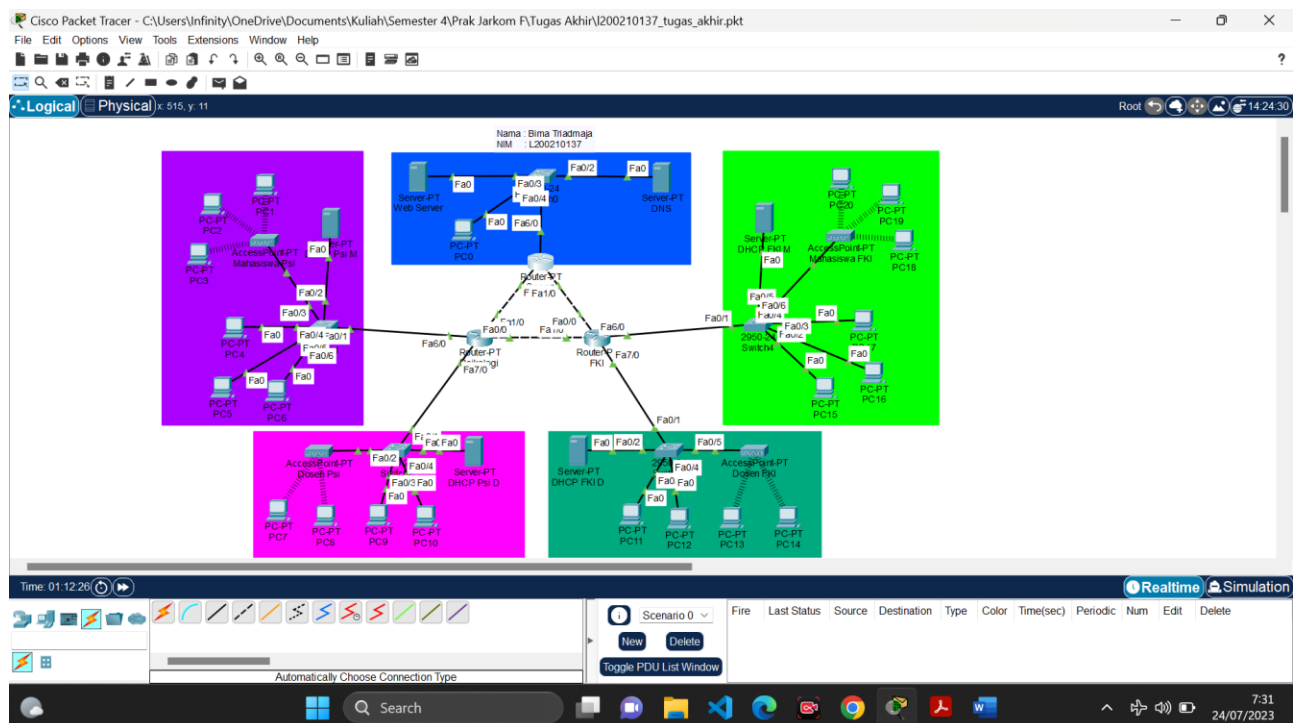 Cisco Packet Tracer - C:\Users\Infinity\OneDrive\Documents\Kuliah\Semester 4\Prak Jarkom F\Tugas Akhir\l200210137_tugas_akhir.pkt
File Edit Options View Tools Extensions Window Help
?
Logical Physical x: 515, y: 11 Root 14:24:30
Nama : Bima Triadmaja
NIM : L200210137
Server-PT
Web Server
Fa0
Fa0/3
Fa0/4
Fa0/2
Fa0
Server-PT
DNS
PC-PT
PC0
Fa0
Fa6/0
PC-PT
PC1
PC-PT
PC2
PC-PT
PC3
AccessPoint-PT
Mahasiswa Psi
Fa0
Psi M
Fa0/2
Fa0/3
Fa0/4
Fa0/1
Fa0/6
PC-PT
PC4
Fa0
PC-PT
PC5
Fa0
PC-PT
PC6
Fa0
Router-PT
Fa1/0
Fa6/0
Fa0/0
Fa0/0
Router-PT
Fa7/0
Fa6/0
FKI
Fa7/0
Fa0/1
PC-PT
PC20
PC-PT
PC19
PC-PT
PC18
Server-PT
DHCP FKI M
Fa0
AccessPoint-PT
Mahasiswa FKI
Fa0/6
Fa0/4
Fa0/3
Fa0/2
2950-24
Switch4
Fa0
Fa0
PC-PT
PC16
Fa0
PC-PT
PC15
AccessPoint-PT
Dosen Psi
Fa0/2
Fa0/4
Fa0/3
Fa0
Fa0
Fa0
Server-PT
DHCP Psi D
PC-PT
PC7
PC-PT
PC8
PC-PT
PC9
PC-PT
PC10
Fa0/1
Server-PT
DHCP FKI D
Fa0
Fa0/2
Fa0/5
Fa0/4
Fa0
Fa0
AccessPoint-PT
Dosen FKI
PC-PT
PC11
PC-PT
PC12
PC-PT
PC13
PC-PT
PC14
Time: 01:12:26 Realtime Simulation
Scenario 0
Fire Last Status Source Destination Type Color Time(sec) Periodic Num Edit Delete
New Delete
Toggle PDU List Window
Automatically Choose Connection Type
Search
7:31
24/07/2023